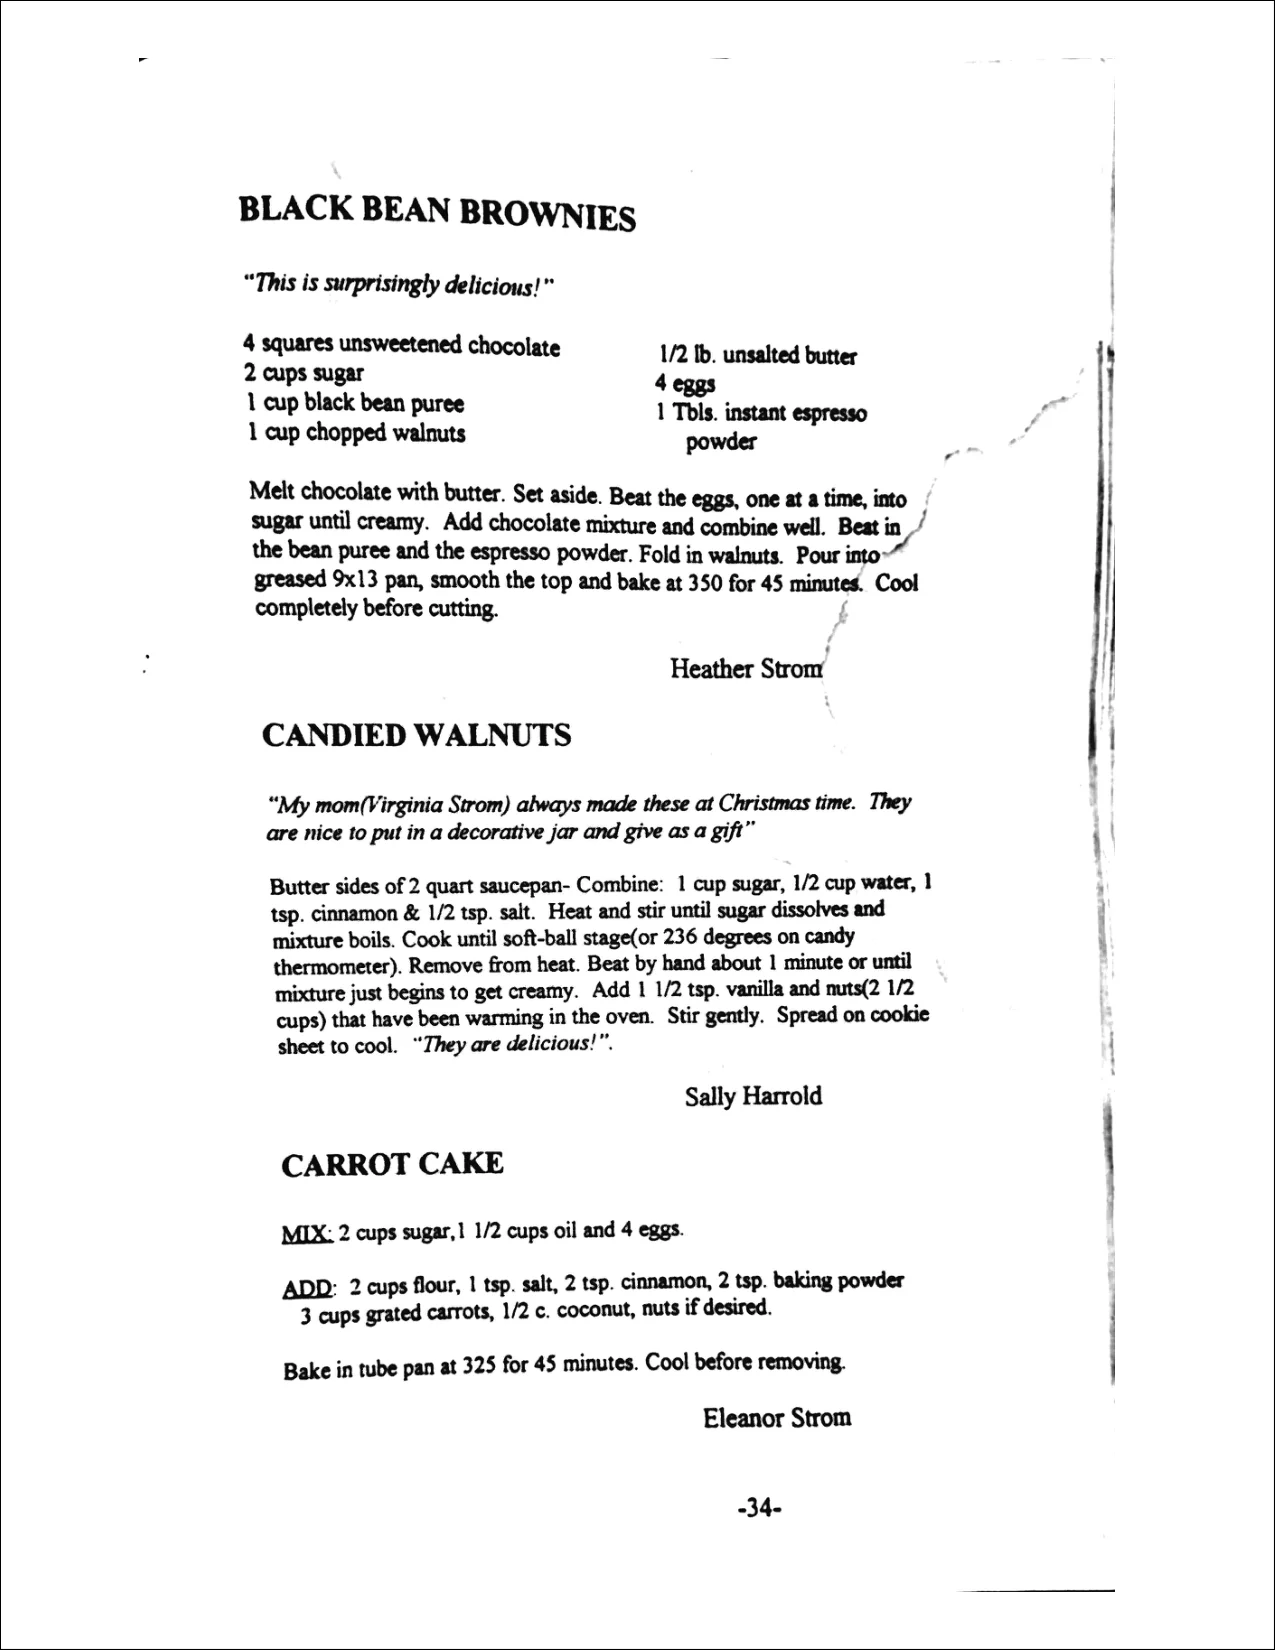 BLACK BEAN BROWNIES
"This is surprisingly delicious!"
4 squares unsweetened chocolate
2 cups sugar
1 cup black bean puree
1 cup chopped walnuts
1/2 lb. unsalted butter
4 eggs
1 Tbls. instant espresso
powder
Melt chocolate with butter. Set aside. Beat the eggs, one at a time, into
sugar until creamy. Add chocolate mixture and combine well. Beat in
the bean puree and the espresso powder. Fold in walnuts. Pour into
greased 9x13 pan, smooth the top and bake at 350 for 45 minutes. Cool
completely before cutting.
Heather Strom
CANDIED WALNUTS
"My mom(Virginia Strom) always made these at Christmas time. They
are nice to put in a decorative jar and give as a gift"
Butter sides of 2 quart saucepan- Combine: 1 cup sugar, 1/2 cup water, 1
tsp. cinnamon & 1/2 tsp. salt. Heat and stir until sugar dissolves and
mixture boils. Cook until soft-ball stage(or 236 degrees on candy
thermometer). Remove from heat. Beat by hand about 1 minute or until
mixture just begins to get creamy. Add 1 1/2 tsp. vanilla and nuts(2 1/2
cups) that have been warming in the oven. Stir gently. Spread on cookie
sheet to cool. "They are delicious!".
Sally Harrold
CARROT CAKE
MIX: 2 cups sugar,1 1/2 cups oil and 4 eggs.
ADD: 2 cups flour, 1 tsp. salt, 2 tsp. cinnamon, 2 tsp. baking powder
3 cups grated carrots, 1/2 c. coconut, nuts if desired.
Bake in tube pan at 325 for 45 minutes. Cool before removing.
Eleanor Strom
-34-